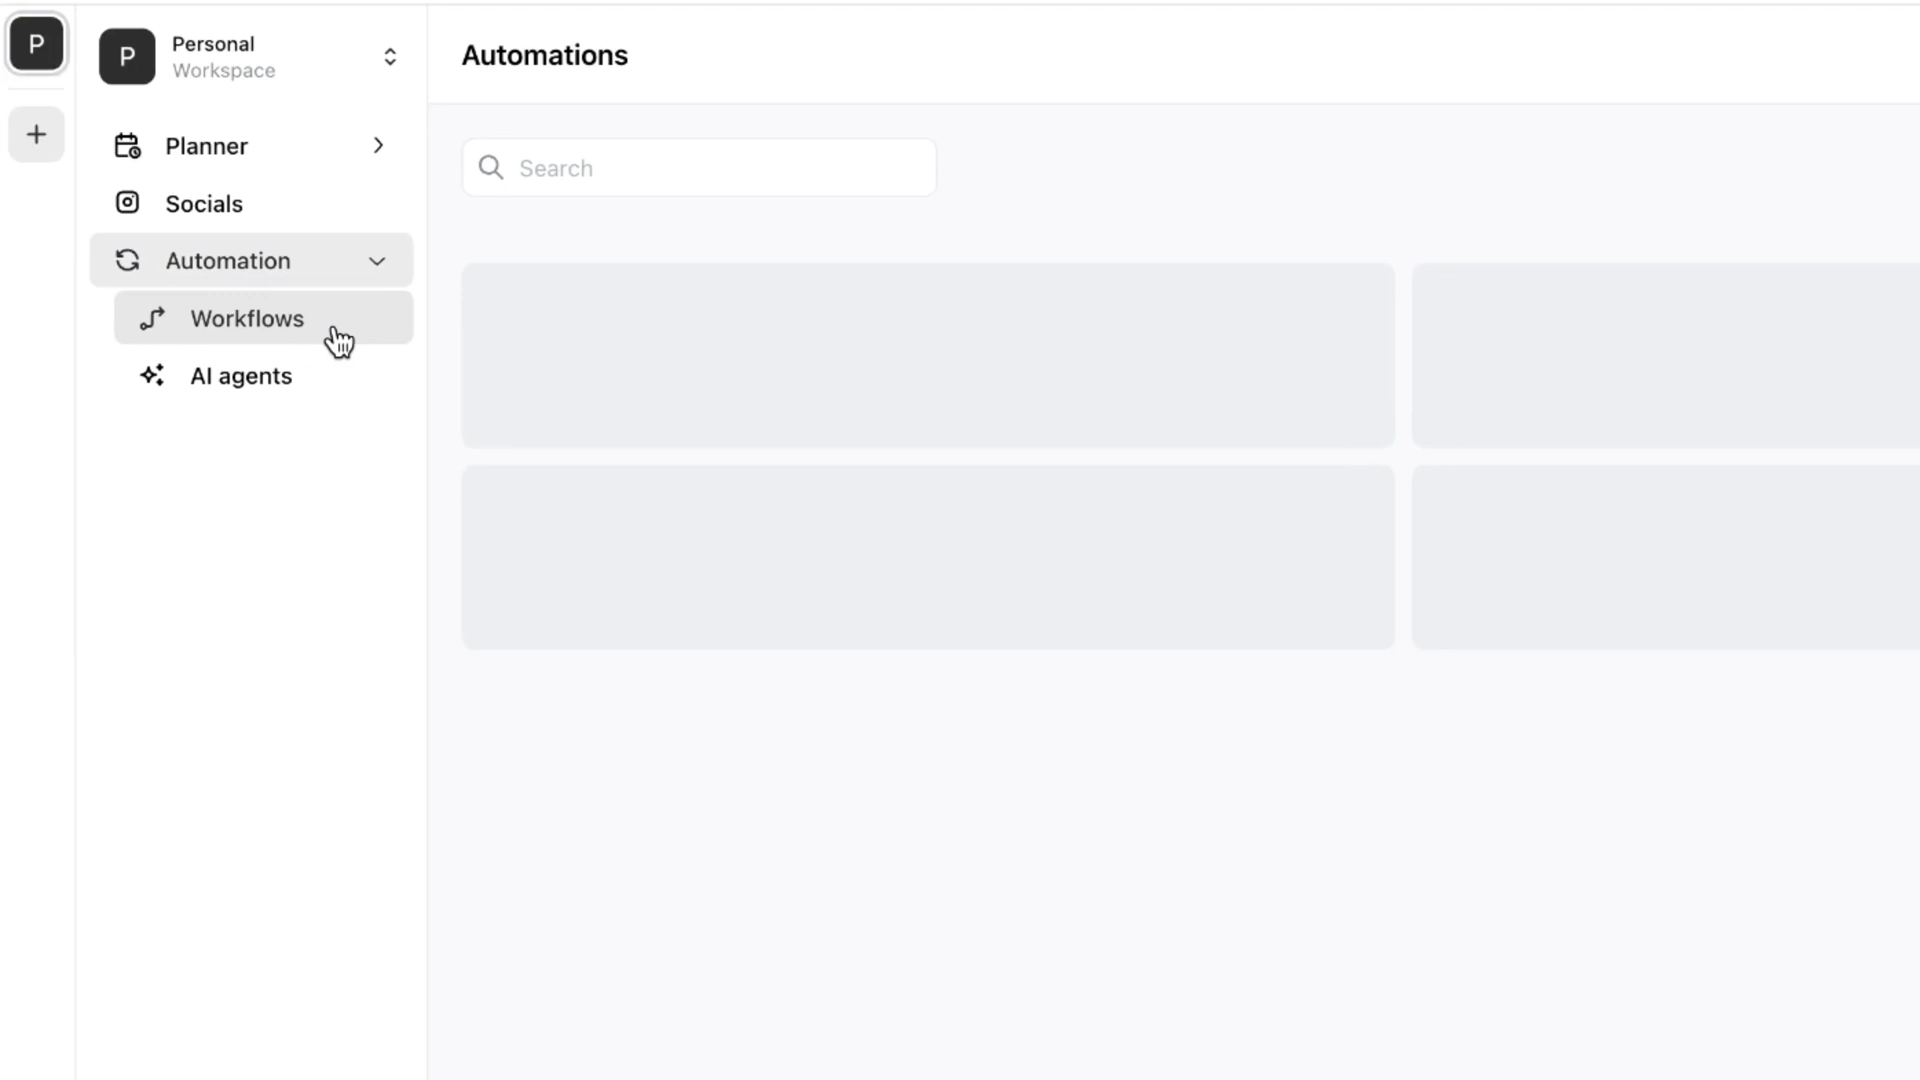 P
P
Personal
Workspace
Planner
Socials
Automation
Workflows
AI agents
Automations
Search